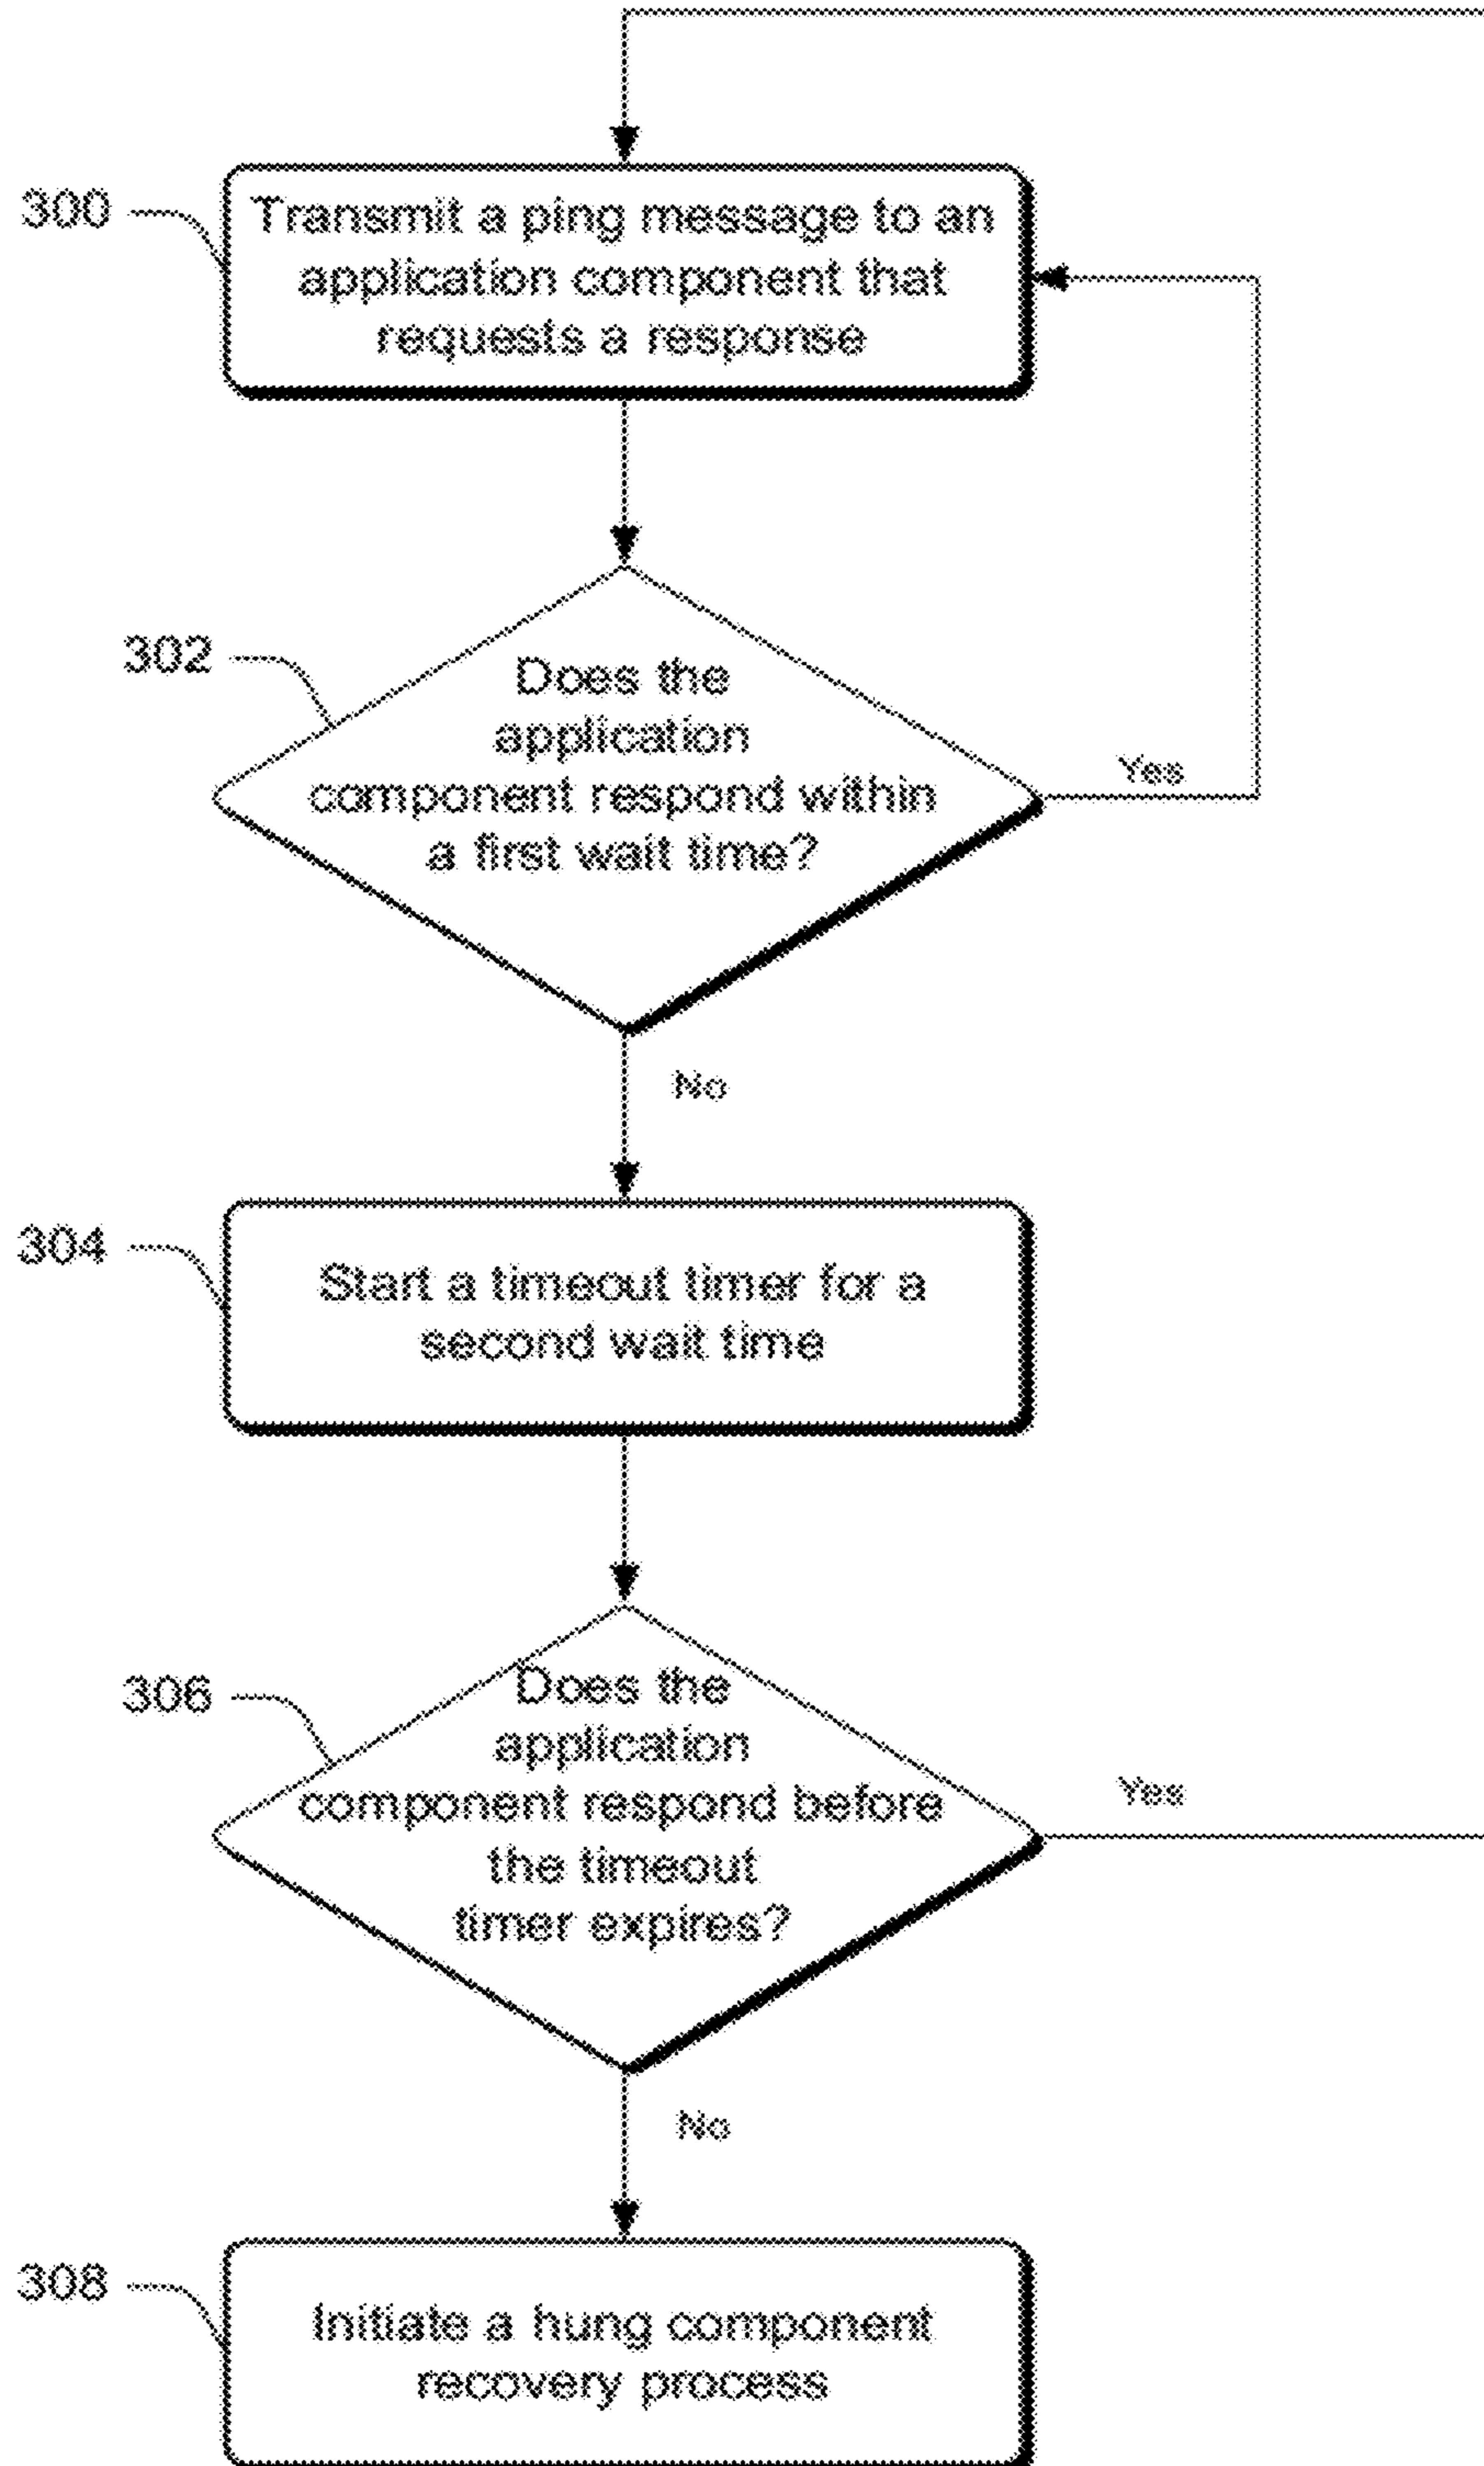 300
Transmit a ping message to an
application component that
requests a response
302
Does the
application
component respond within
a first wait time?
Yes
No
304
Start a timeout timer for a
second wait time
306
Does the
application
component respond before
the timeout
timer expires?
Yes
No
308
Initiate a hung component
recovery process